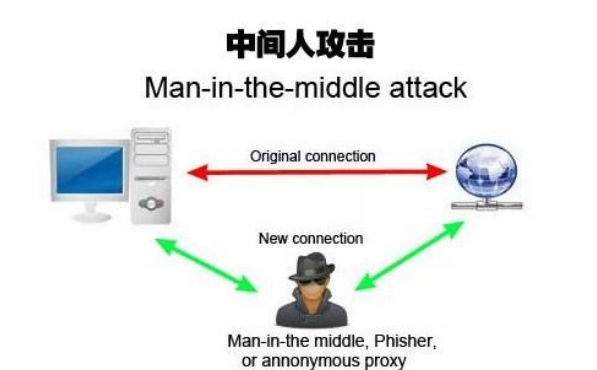 中间人攻击
Man-in-the-middle attack
Original connection
New connection
Man-in-the middle, Phisher,
or annonymous proxy